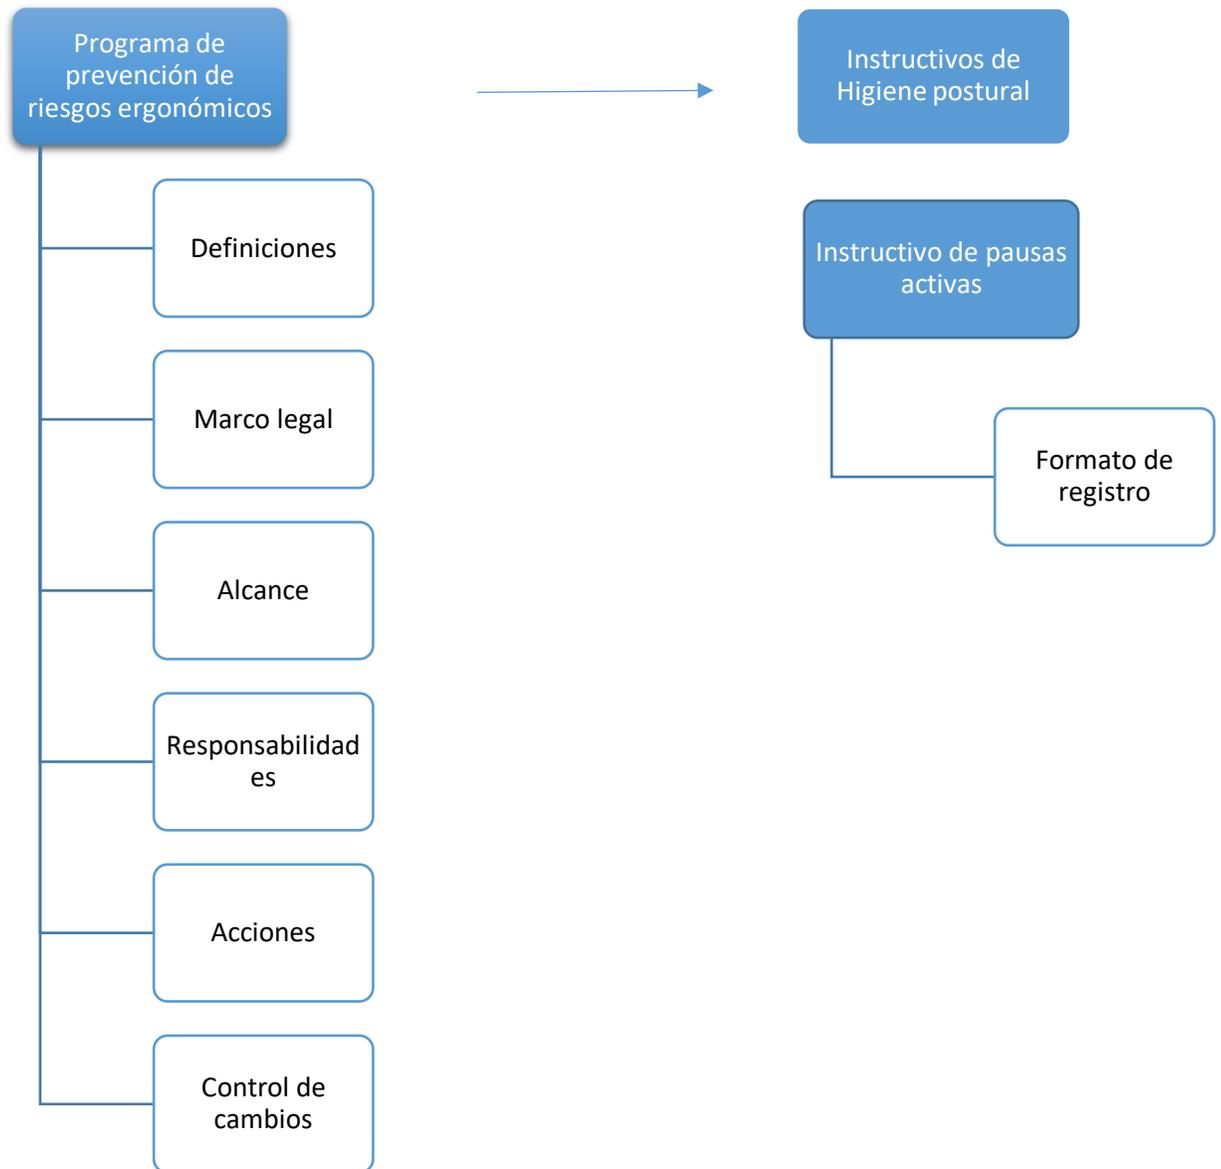 Programa de
prevención de
riesgos ergonómicos
Definiciones
Marco legal
Alcance
Responsabilidad
es
Acciones
Control de
cambios
Instructivos de
Higiene postural
Instructivo de pausas
activas
Formato de
registro